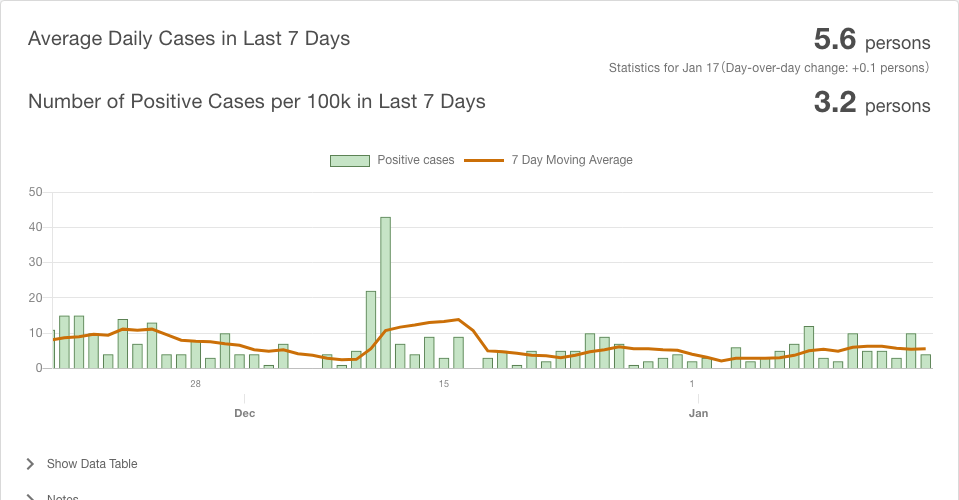 Average Daily Cases in Last 7 Days
5.6 persons
Statistics for Jan 17 (Day-over-day change: +0.1 persons)
Number of Positive Cases per 100k in Last 7 Days
3.2 persons
Positive cases
7 Day Moving Average
50
40
30
20
10
0
28
15
1
Dec
Jan
Show Data Table
Notes